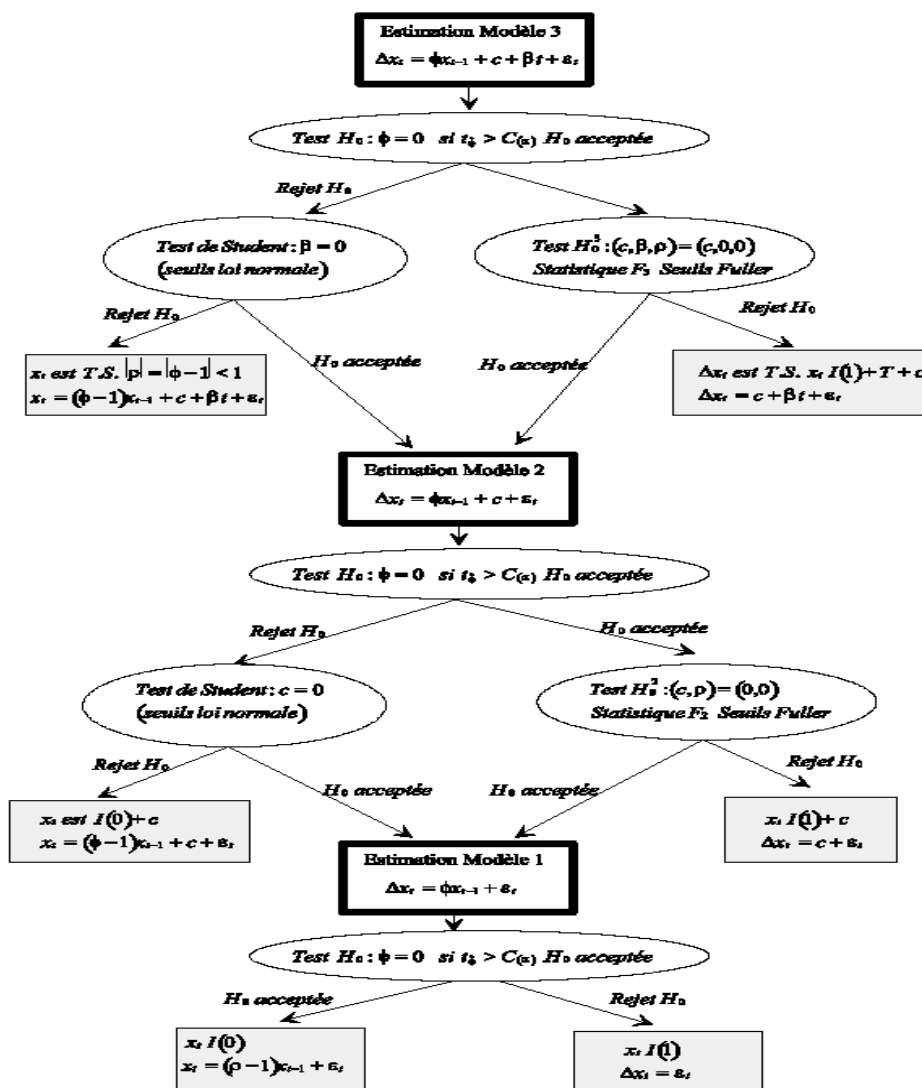 Estimation Modèle 3
Δxₜ = ϕxₜ₋₁ + c + βt + εₜ
Test H₀ : ϕ = 0 si t_ϕ̂ > C₍α₎ H₀ acceptée
Rejet H₀
Test de Student : β = 0
(seuils loi normale)
Test H₀³ : (c, β, ρ) = (c, 0, 0)
Statistique F₃ Seuils Fuller
Rejet H₀
Rejet H₀
H₀ acceptée
H₀ acceptée
xₜ est T.S. |ρ| = |ϕ − 1| < 1
xₜ = (ϕ − 1)xₜ₋₁ + c + βt + εₜ
Δxₜ est T.S. xₜ I(1) + T + c
Δxₜ = c + βt + εₜ
Estimation Modèle 2
Δxₜ = ϕxₜ₋₁ + c + εₜ
Test H₀ : ϕ = 0 si t_ϕ̂ > C₍α₎ H₀ acceptée
Rejet H₀
H₀ acceptée
Test de Student : c = 0
(seuils loi normale)
Test H₀² : (c, ρ) = (0, 0)
Statistique F₂ Seuils Fuller
Rejet H₀
Rejet H₀
H₀ acceptée
H₀ acceptée
xₜ est I(0) + c
xₜ = (ϕ − 1)xₜ₋₁ + c + εₜ
xₜ I(1) + c
Δxₜ = c + εₜ
Estimation Modèle 1
Δxₜ = ϕxₜ₋₁ + εₜ
Test H₀ : ϕ = 0 si t_ϕ̂ > C₍α₎ H₀ acceptée
H₀ acceptée
Rejet H₀
xₜ I(0)
xₜ = (ρ − 1)xₜ₋₁ + εₜ
xₜ I(1)
Δxₜ = εₜ